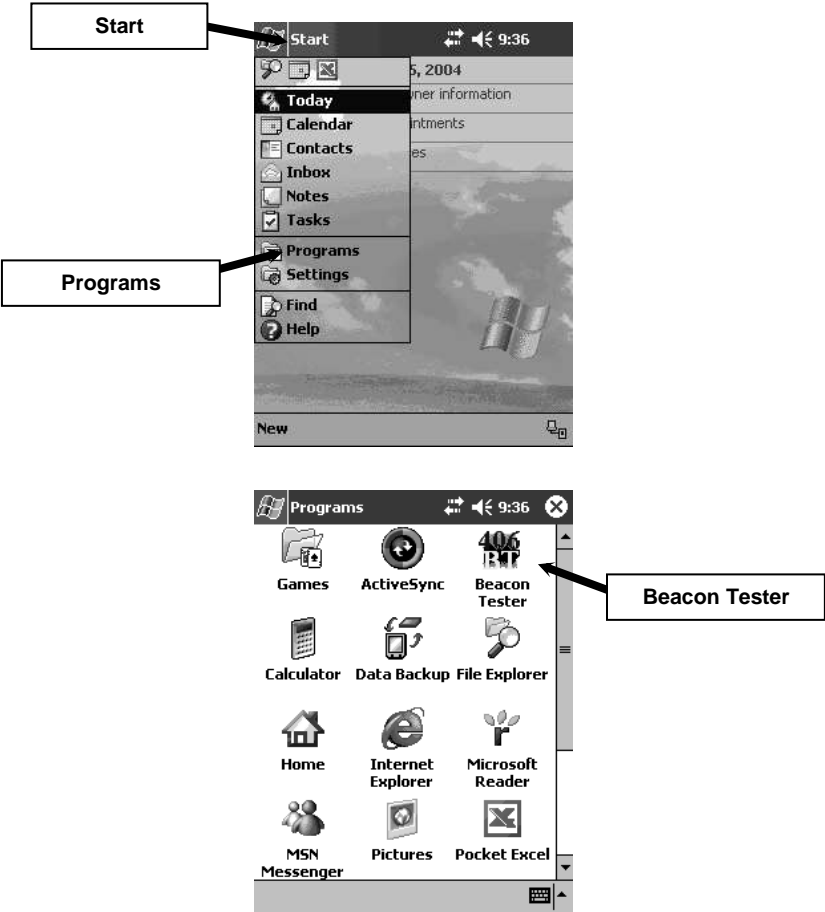 Start
Start 9:36
5, 2004
Today
ner information
Calendar
intments
Contacts
es
Inbox
Notes
Tasks
Programs
Programs
Settings
Find
Help
New
Programs 9:36
406
BT
Games ActiveSync Beacon
Tester
Beacon Tester
Calculator Data Backup File Explorer
Home Internet Microsoft
Explorer Reader
MSN Pictures Pocket Excel
Messenger